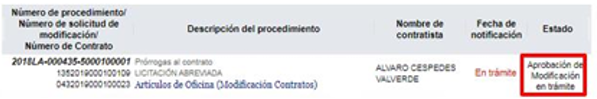 Número de procedimiento/
Número de solicitud de
modificación/
Número de Contrato
Descripción del procedimiento
Nombre de
contratista
Fecha de
notificación
Estado
2018LA-000435-5000100001
1352019000100109
0432019000100023
Prórrogas al contrato
LICITACIÓN ABREVIADA
Artículos de Oficina (Modificación Contratos)
ALVARO CESPEDES
VALVERDE
En trámite
Aprobación de
Modificación
en trámite